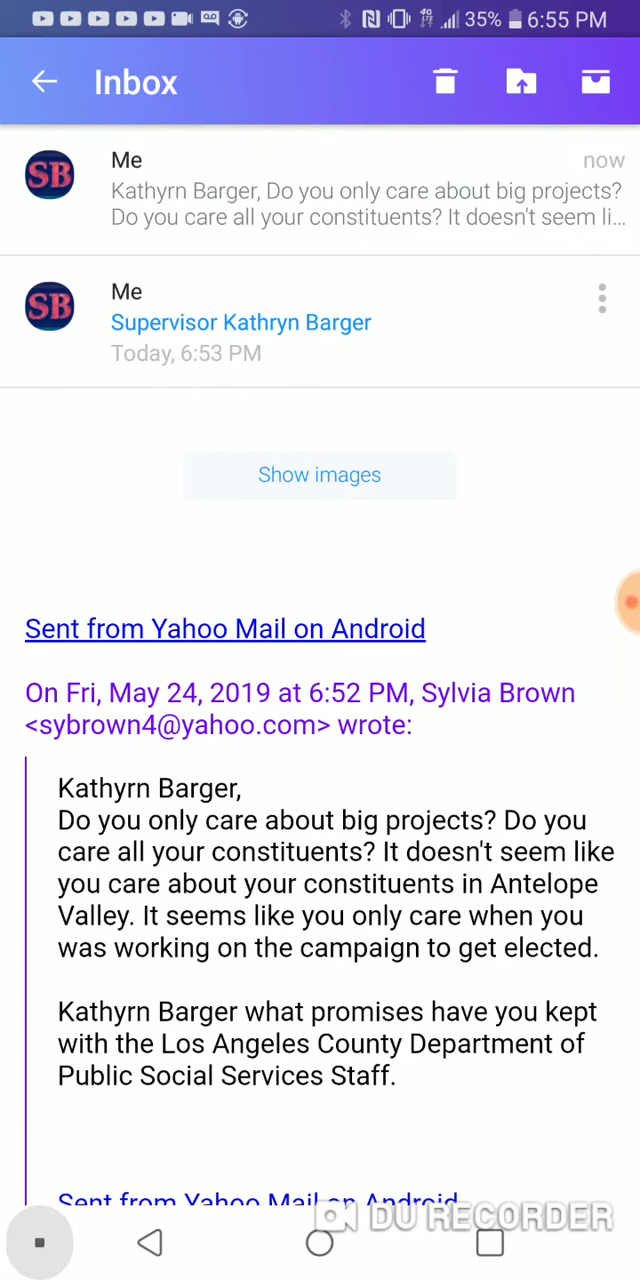 35% 6:55 PM
Inbox
SB
Me
now
Kathyrn Barger, Do you only care about big projects?
Do you care all your constituents? It doesn't seem li...
SB
Me
Supervisor Kathryn Barger
Today, 6:53 PM
Show images
Sent from Yahoo Mail on Android
On Fri, May 24, 2019 at 6:52 PM, Sylvia Brown
<sybrown4@yahoo.com> wrote:
Kathyrn Barger,
Do you only care about big projects? Do you
care all your constituents? It doesn't seem like
you care about your constituents in Antelope
Valley. It seems like you only care when you
was working on the campaign to get elected.
Kathyrn Barger what promises have you kept
with the Los Angeles County Department of
Public Social Services Staff.
Sent from Yahoo Mail on Android
DU RECORDER